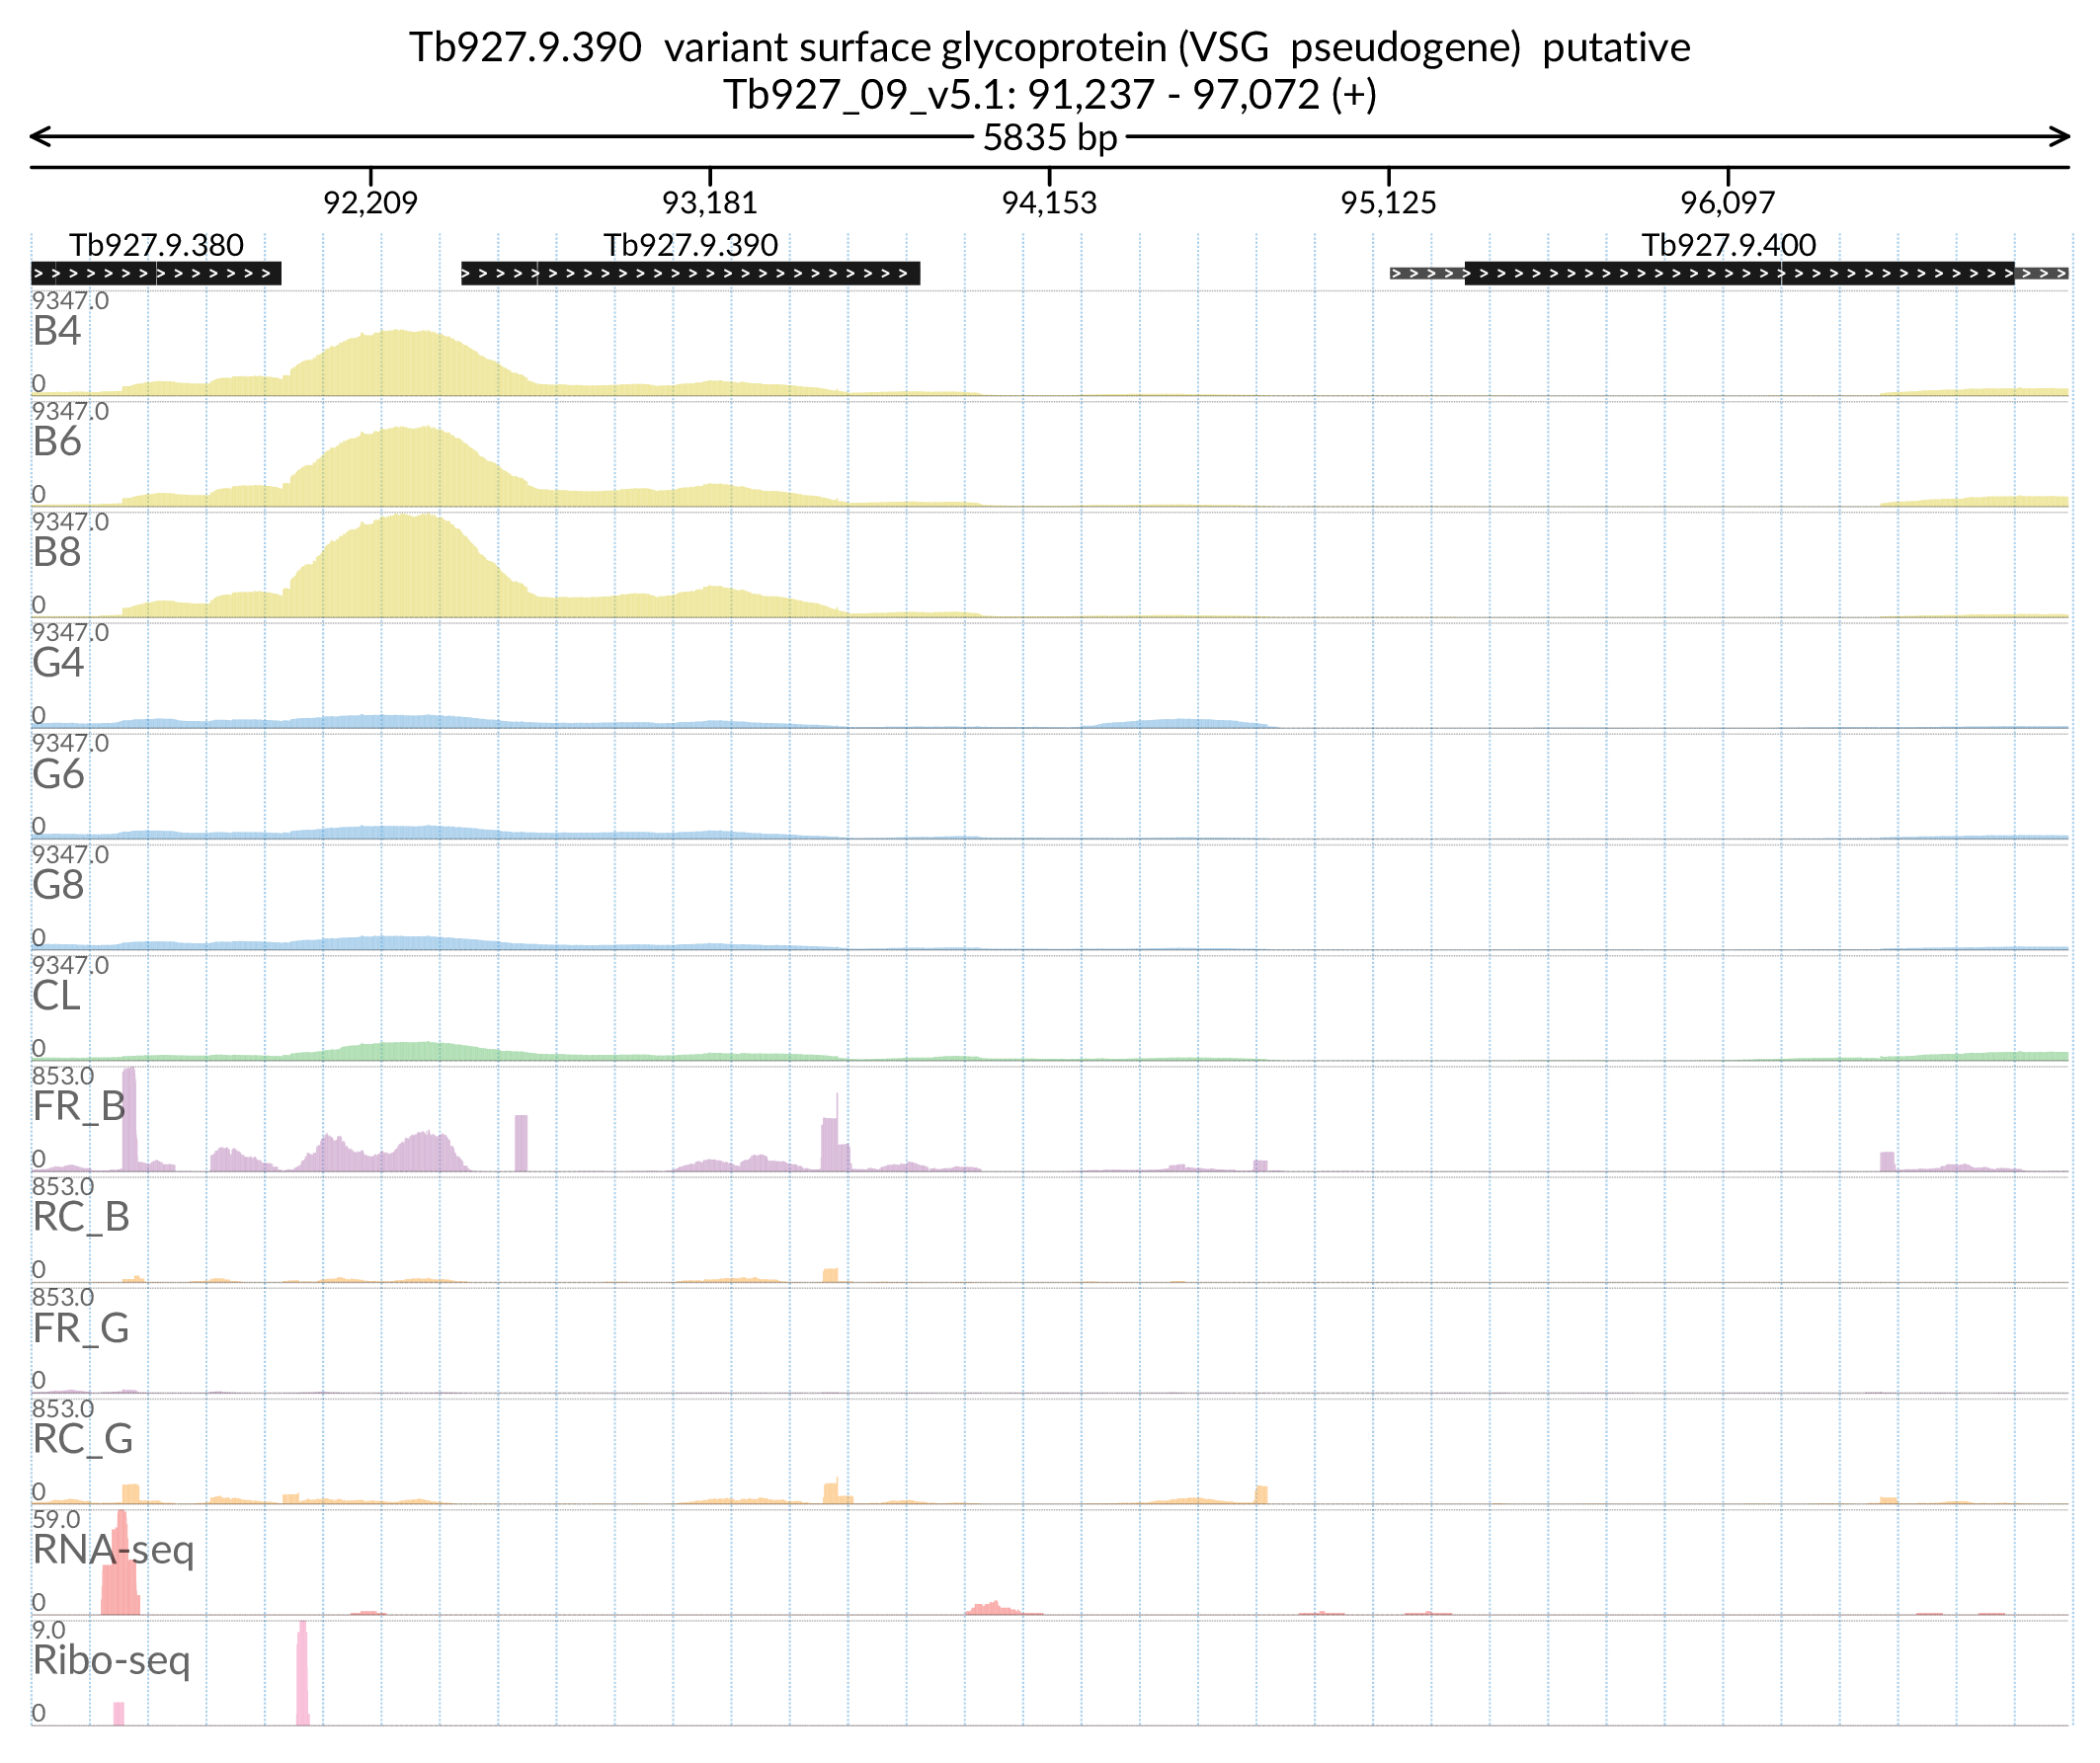 Tb927.9.390 variant surface glycoprotein (VSG pseudogene) putative
Tb927_09_v5.1: 91,237 - 97,072 (+)
5835 bp
92,209 93,181 94,153 95,125 96,097
Tb927.9.380 Tb927.9.390 Tb927.9.400
9347.0
B4
0
9347.0
B6
0
9347.0
B8
0
9347.0
G4
0
9347.0
G6
0
9347.0
G8
0
9347.0
CL
0
853.0
FR_B
0
853.0
RC_B
0
853.0
FR_G
0
853.0
RC_G
0
59.0
RNA-seq
0
9.0
Ribo-seq
0